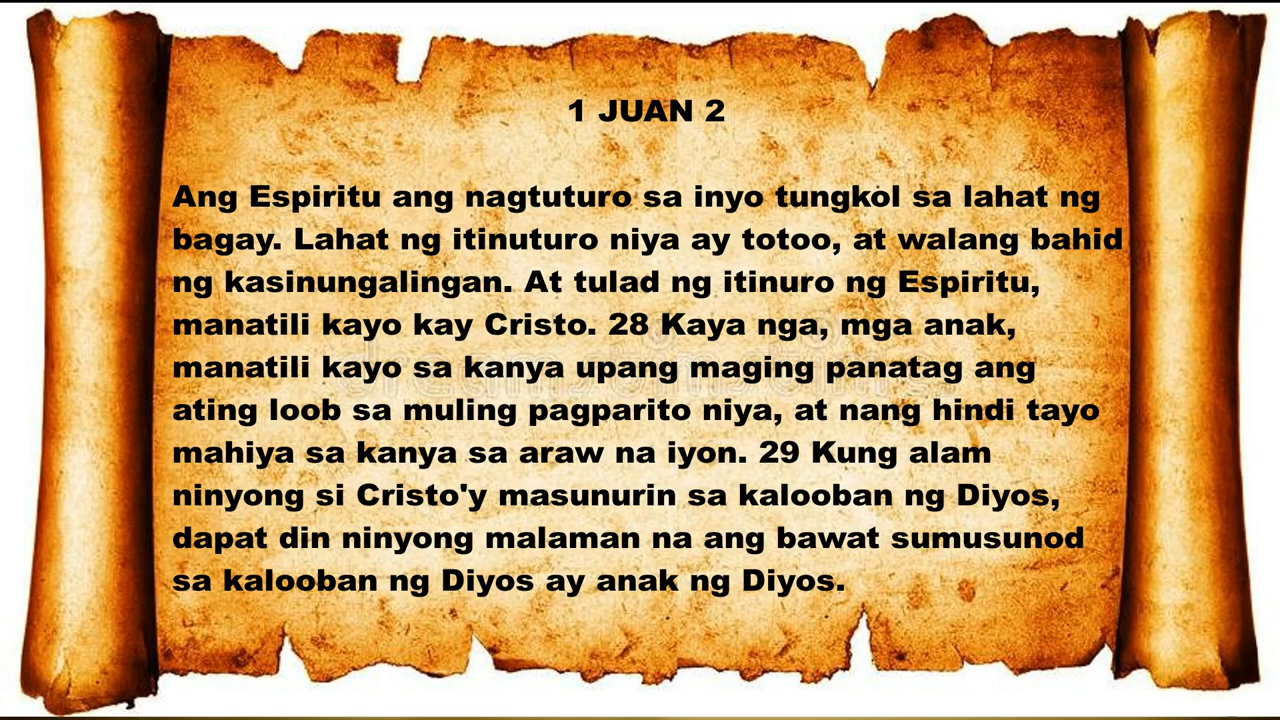 1 JUAN 2
Ang Espiritu ang nagtuturo sa inyo tungkol sa lahat ng
bagay. Lahat ng itinuturo niya ay totoo, at walang bahid
ng kasinungalingan. At tulad ng itinuro ng Espiritu,
manatili kayo kay Cristo. 28 Kaya nga, mga anak,
manatili kayo sa kanya upang maging panatag ang
ating loob sa muling pagparito niya, at nang hindi tayo
mahiya sa kanya sa araw na iyon. 29 Kung alam
ninyong si Cristo'y masunurin sa kalooban ng Diyos,
dapat din ninyong malaman na ang bawat sumusunod
sa kalooban ng Diyos ay anak ng Diyos.